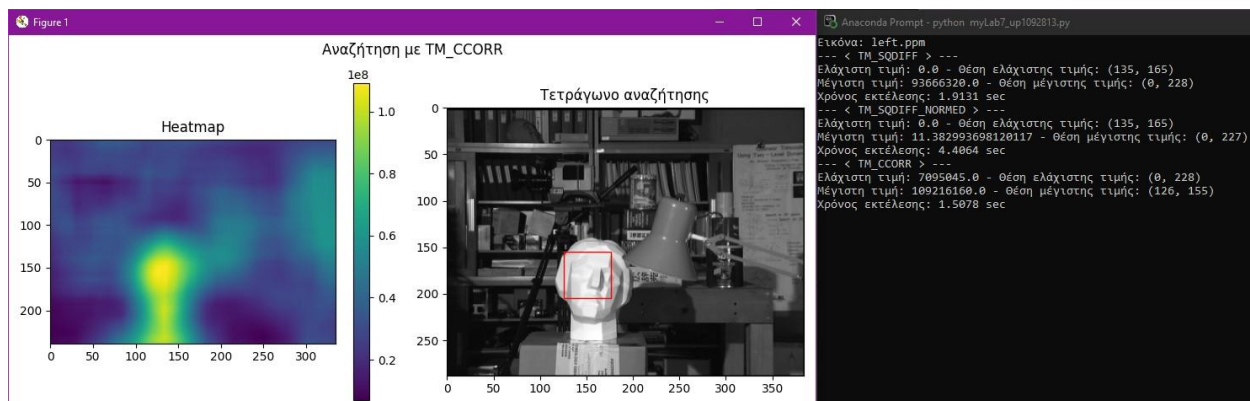 Figure 1
Αναζήτηση με TM_CCORR
Heatmap
0
50
100
150
200
0 50 100 150 200 250 300
1e8
1.0
0.8
0.6
0.4
0.2
Τετράγωνο αναζήτησης
0
50
100
150
200
250
0 50 100 150 200 250 300 350
Anaconda Prompt - python myLab7_up1092813.py
Εικόνα: left.ppm
--- < TM_SQDIFF > ---
Ελάχιστη τιμή: 0.0 - Θέση ελάχιστης τιμής: (135, 165)
Μέγιστη τιμή: 93666320.0 - Θέση μέγιστης τιμής: (0, 228)
Χρόνος εκτέλεσης: 1.9131 sec
--- < TM_SQDIFF_NORMED > ---
Ελάχιστη τιμή: 0.0 - Θέση ελάχιστης τιμής: (135, 165)
Μέγιστη τιμή: 11.382993698120117 - Θέση μέγιστης τιμής: (0, 227)
Χρόνος εκτέλεσης: 4.4064 sec
--- < TM_CCORR > ---
Ελάχιστη τιμή: 7095045.0 - Θέση ελάχιστης τιμής: (0, 228)
Μέγιστη τιμή: 109216160.0 - Θέση μέγιστης τιμής: (126, 155)
Χρόνος εκτέλεσης: 1.5078 sec